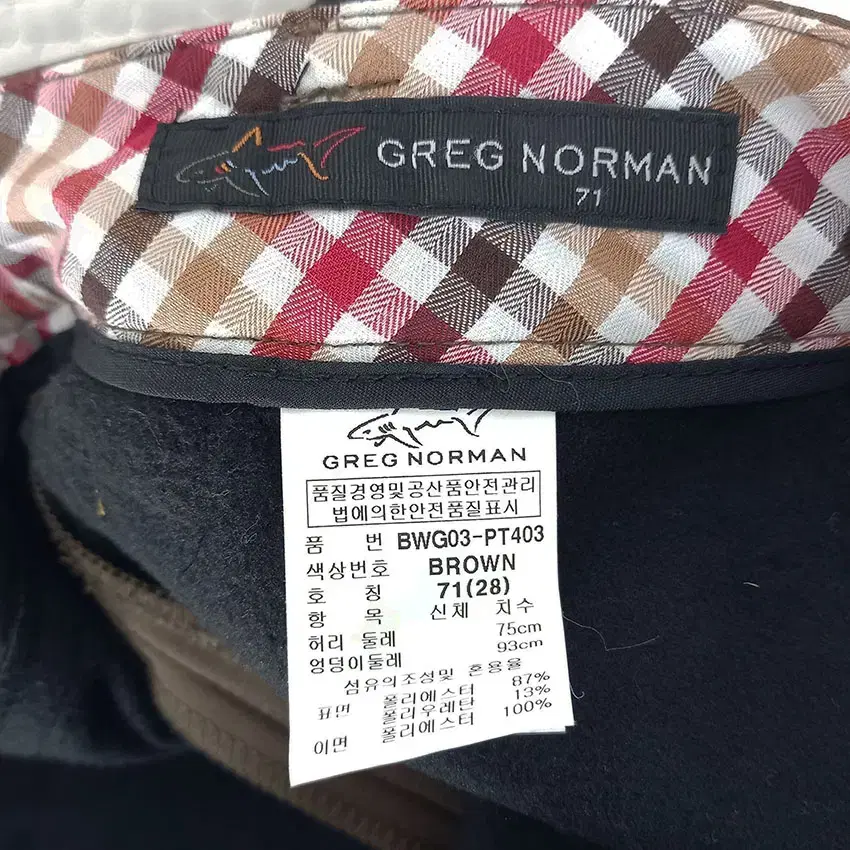 GREG NORMAN
71
GREG NORMAN
품질경영및공산품안전관리
법에의한안전품질표시
품 번 BWG03-PT403
색상번호 BROWN
호 칭 71(28)
항 목 신체 치수
허리 둘레 75cm
엉덩이둘레 93cm
섬유의조성및 혼용율
표면 폴리에스터 87%
폴리우레탄 13%
이면 폴리에스터 100%